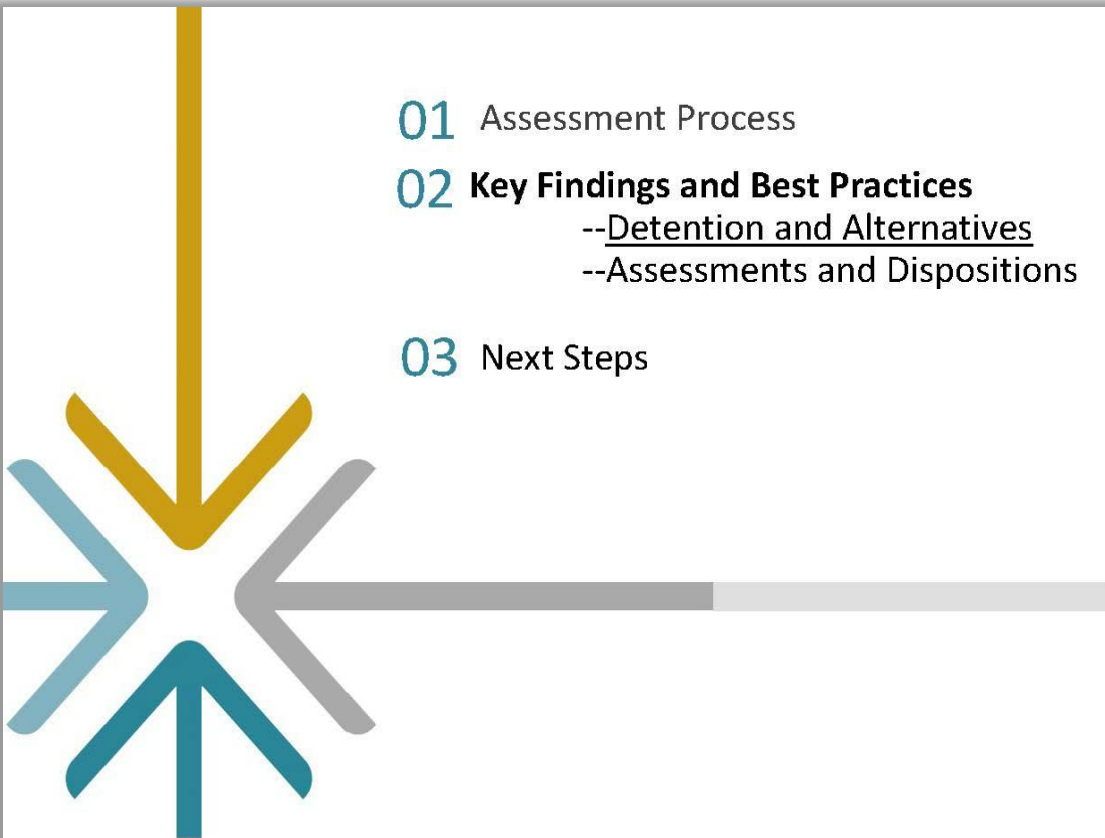 01 Assessment Process
02 Key Findings and Best Practices
--Detention and Alternatives
--Assessments and Dispositions
03 Next Steps